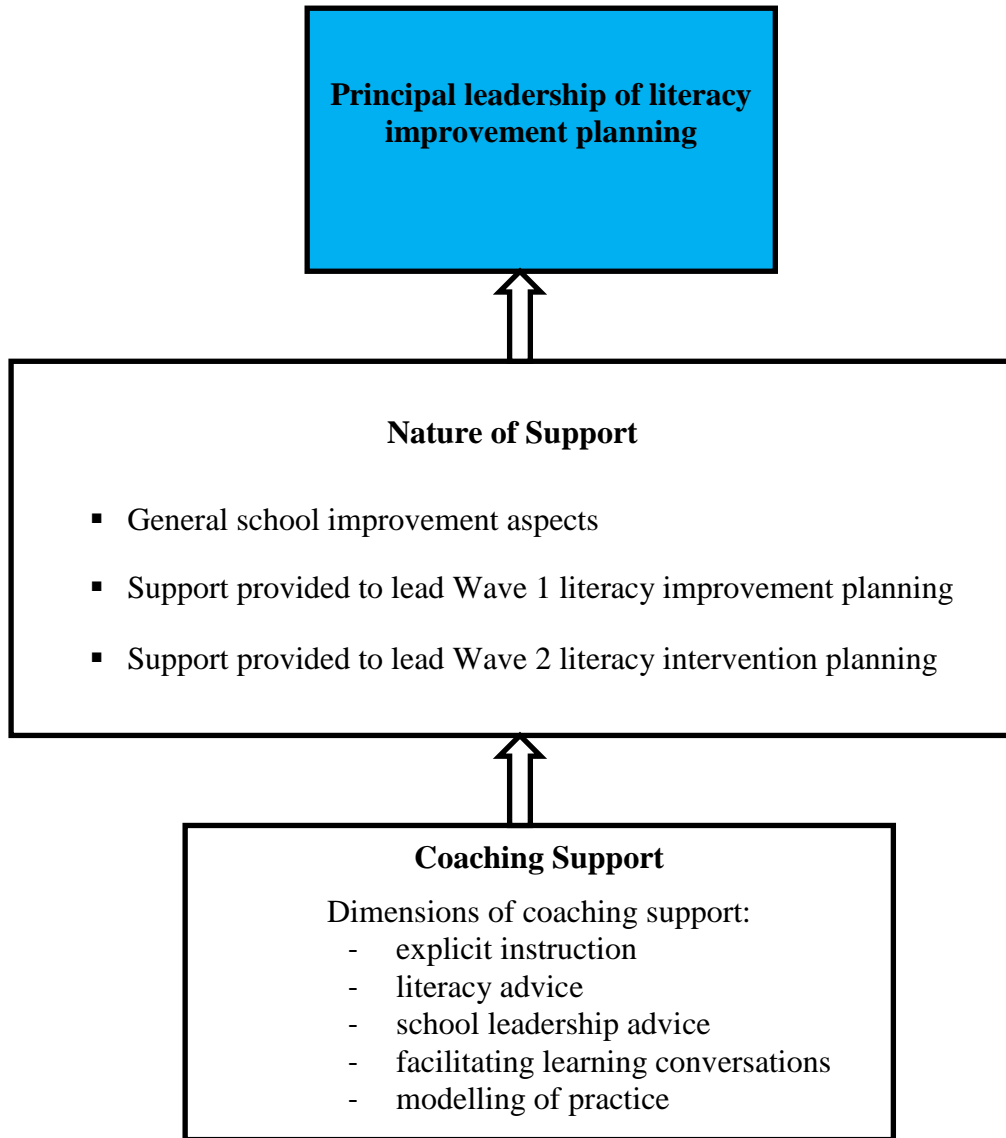 Principal leadership of literacy
improvement planning
Nature of Support
▪ General school improvement aspects
▪ Support provided to lead Wave 1 literacy improvement planning
▪ Support provided to lead Wave 2 literacy intervention planning
Coaching Support
Dimensions of coaching support:
- explicit instruction
- literacy advice
- school leadership advice
- facilitating learning conversations
- modelling of practice